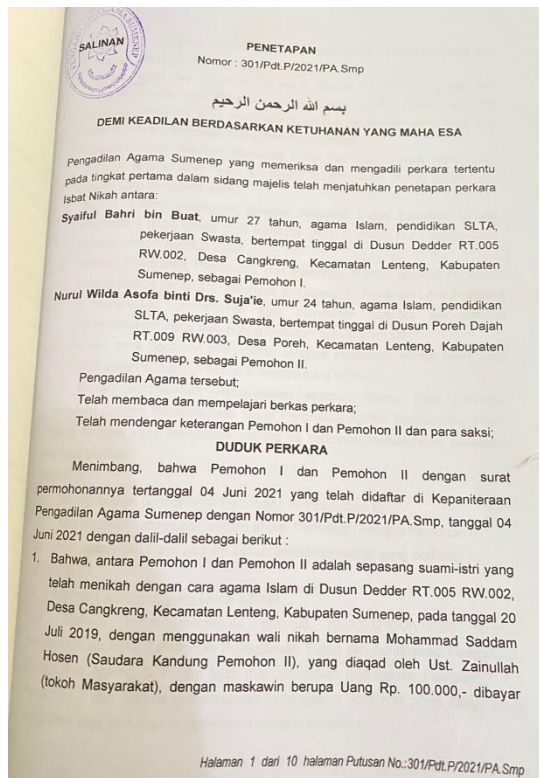 SALINAN
PENETAPAN
Nomor : 301/Pdt.P/2021/PA.Smp
بسم الله الرحمن الرحيم
DEMI KEADILAN BERDASARKAN KETUHANAN YANG MAHA ESA
Pengadilan Agama Sumenep yang memeriksa dan mengadili perkara tertentu
pada tingkat pertama dalam sidang majelis telah menjatuhkan penetapan perkara
Isbat Nikah antara:
Syaiful Bahri bin Buat, umur 27 tahun, agama Islam, pendidikan SLTA,
pekerjaan Swasta, bertempat tinggal di Dusun Dedder RT.005
RW.002, Desa Cangkreng, Kecamatan Lenteng, Kabupaten
Sumenep, sebagai Pemohon I.
Nurul Wilda Asofa binti Drs. Suja'ie, umur 24 tahun, agama Islam, pendidikan
SLTA, pekerjaan Swasta, bertempat tinggal di Dusun Poreh Dajah
RT.009 RW.003, Desa Poreh, Kecamatan Lenteng, Kabupaten
Sumenep, sebagai Pemohon II.
Pengadilan Agama tersebut;
Telah membaca dan mempelajari berkas perkara;
Telah mendengar keterangan Pemohon I dan Pemohon II dan para saksi;
DUDUK PERKARA
Menimbang, bahwa Pemohon I dan Pemohon II dengan surat
permohonannya tertanggal 04 Juni 2021 yang telah didaftar di Kepaniteraan
Pengadilan Agama Sumenep dengan Nomor 301/Pdt.P/2021/PA.Smp, tanggal 04
Juni 2021 dengan dalil-dalil sebagai berikut :
1. Bahwa, antara Pemohon I dan Pemohon II adalah sepasang suami-istri yang
telah menikah dengan cara agama Islam di Dusun Dedder RT.005 RW.002,
Desa Cangkreng, Kecamatan Lenteng, Kabupaten Sumenep, pada tanggal 20
Juli 2019, dengan menggunakan wali nikah bernama Mohammad Saddam
Hosen (Saudara Kandung Pemohon II), yang diaqad oleh Ust. Zainullah
(tokoh Masyarakat), dengan maskawin berupa Uang Rp. 100.000,- dibayar
Halaman 1 dari 10 halaman Putusan No.:301/Pdt.P/2021/PA.Smp